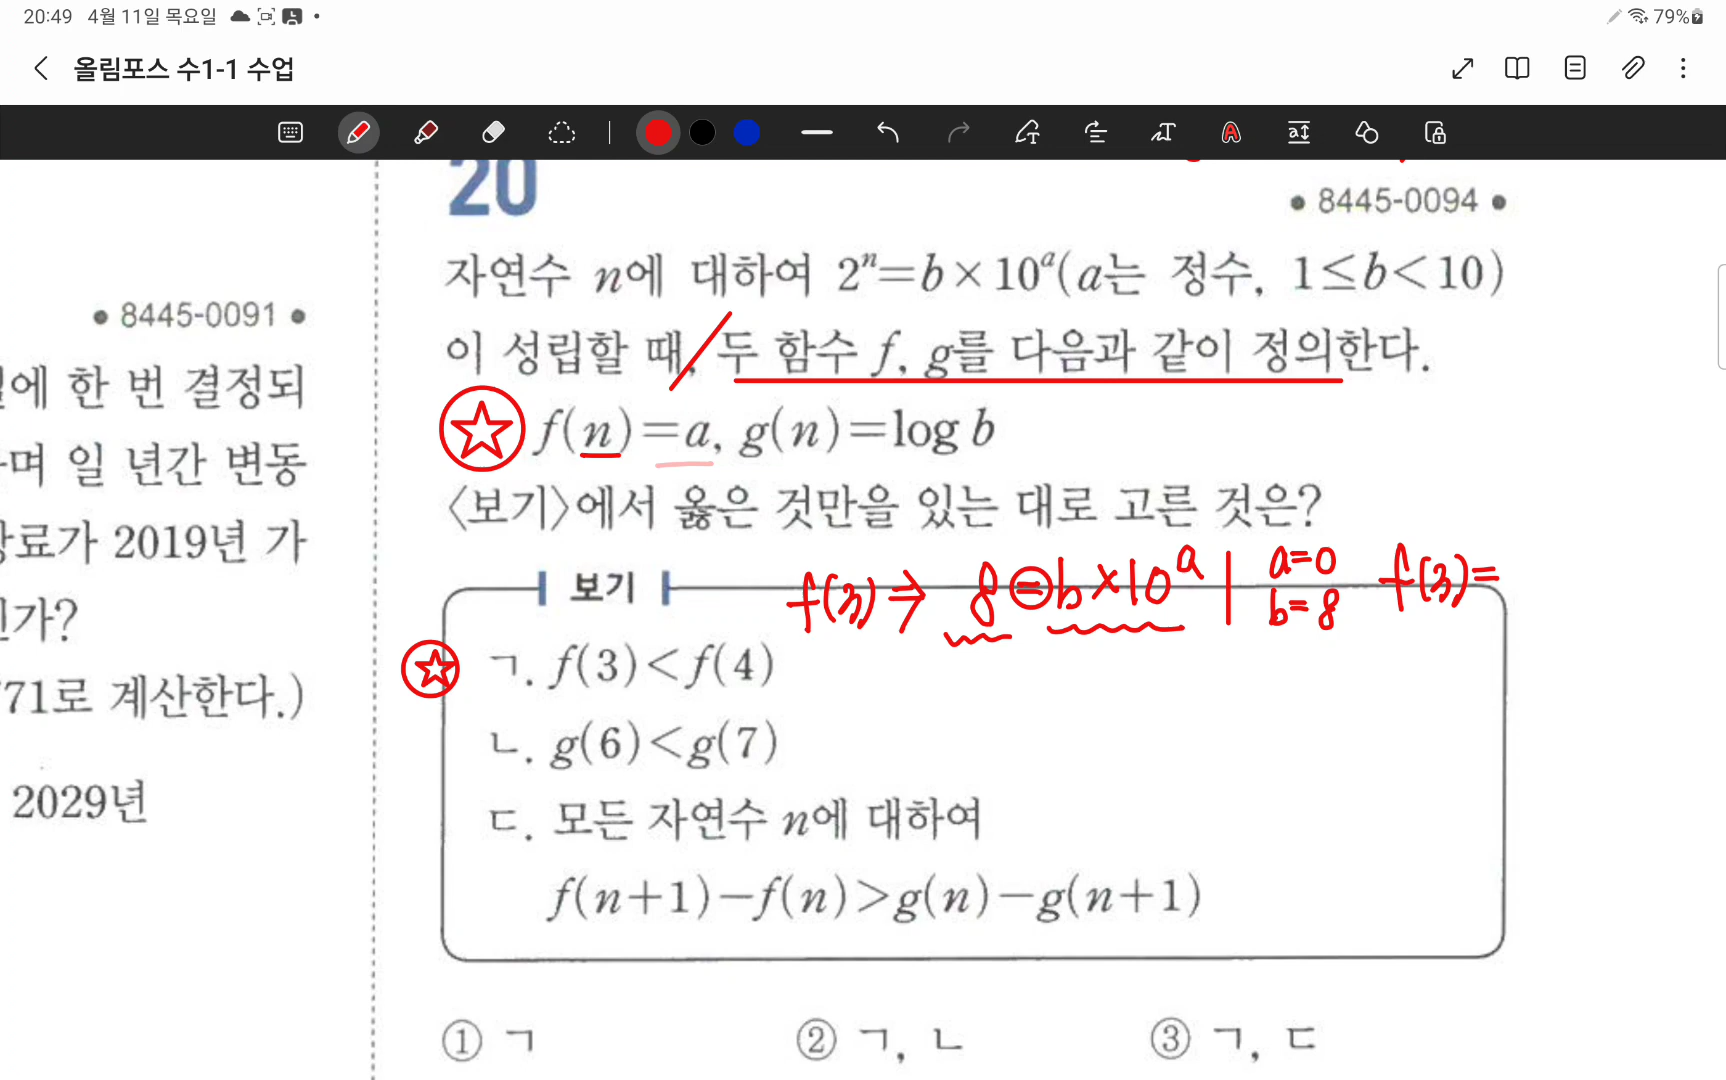 20:49 4월 11일 목요일
79%
올림포스 수1-1 수업
20
• 8445-0094 •
자연수 n에 대하여 2ⁿ=b×10ᵃ(a는 정수, 1≤b<10)
이 성립할 때, 두 함수 f, g를 다음과 같이 정의한다.
f(n)=a, g(n)=log b
〈보기〉에서 옳은 것만을 있는 대로 고른 것은?
보기
f(3)⇒ 8=b×10ᵃ | a=0 b=8 f(3)=
ㄱ. f(3)<f(4)
ㄴ. g(6)<g(7)
ㄷ. 모든 자연수 n에 대하여
f(n+1)-f(n)>g(n)-g(n+1)
① ㄱ ② ㄱ, ㄴ ③ ㄱ, ㄷ
• 8445-0091 •
에 한 번 결정되
며 일 년간 변동
료가 2019년 가
가?
71로 계산한다.)
2029년